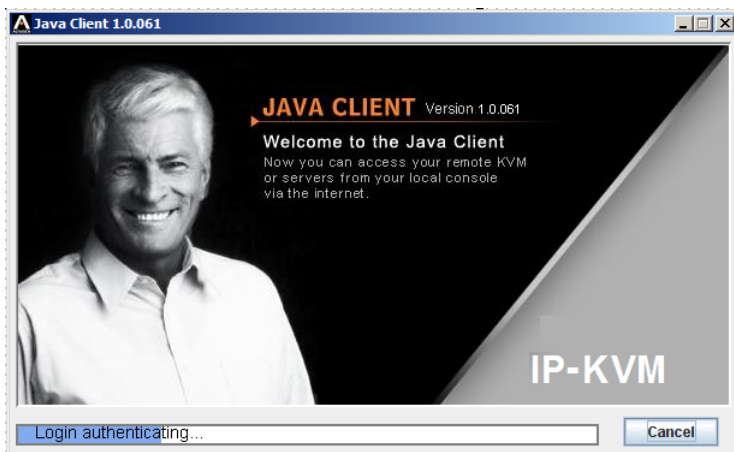 Java Client 1.0.061
JAVA CLIENT Version 1.0.061
Welcome to the Java Client
Now you can access your remote KVM
or servers from your local console
via the internet.
IP-KVM
Login authenticating...
Cancel